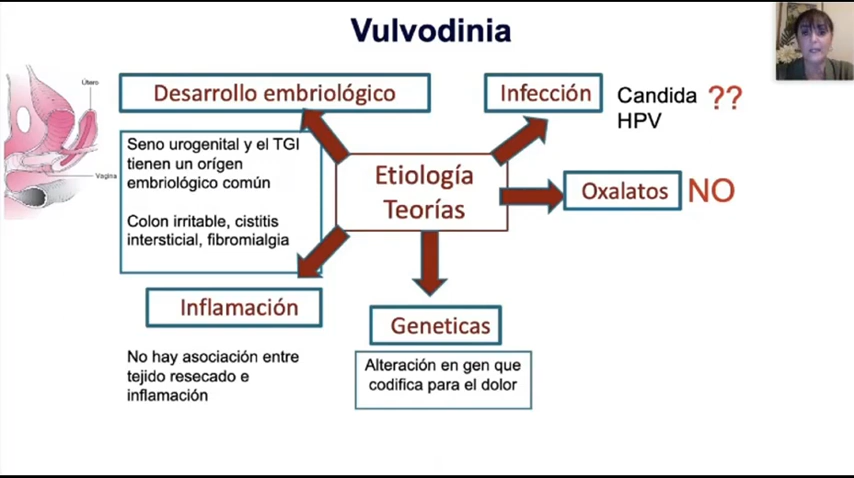 Vulvodinia
Útero
Vagina
Desarrollo embriológico
Seno urogenital y el TGI
tienen un orígen
embriológico común
Colon irritable, cistitis
intersticial, fibromialgia
Infección
Candida ??
HPV
Etiología
Teorías
Oxalatos NO
Inflamación
No hay asociación entre
tejido resecado e
inflamación
Geneticas
Alteración en gen que
codifica para el dolor